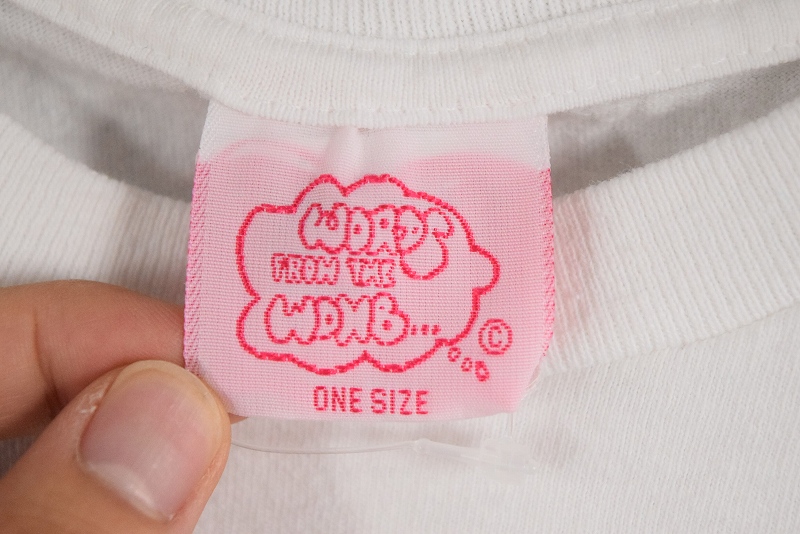 WORDS
FROM THE
WOMB...
©
ONE SIZE